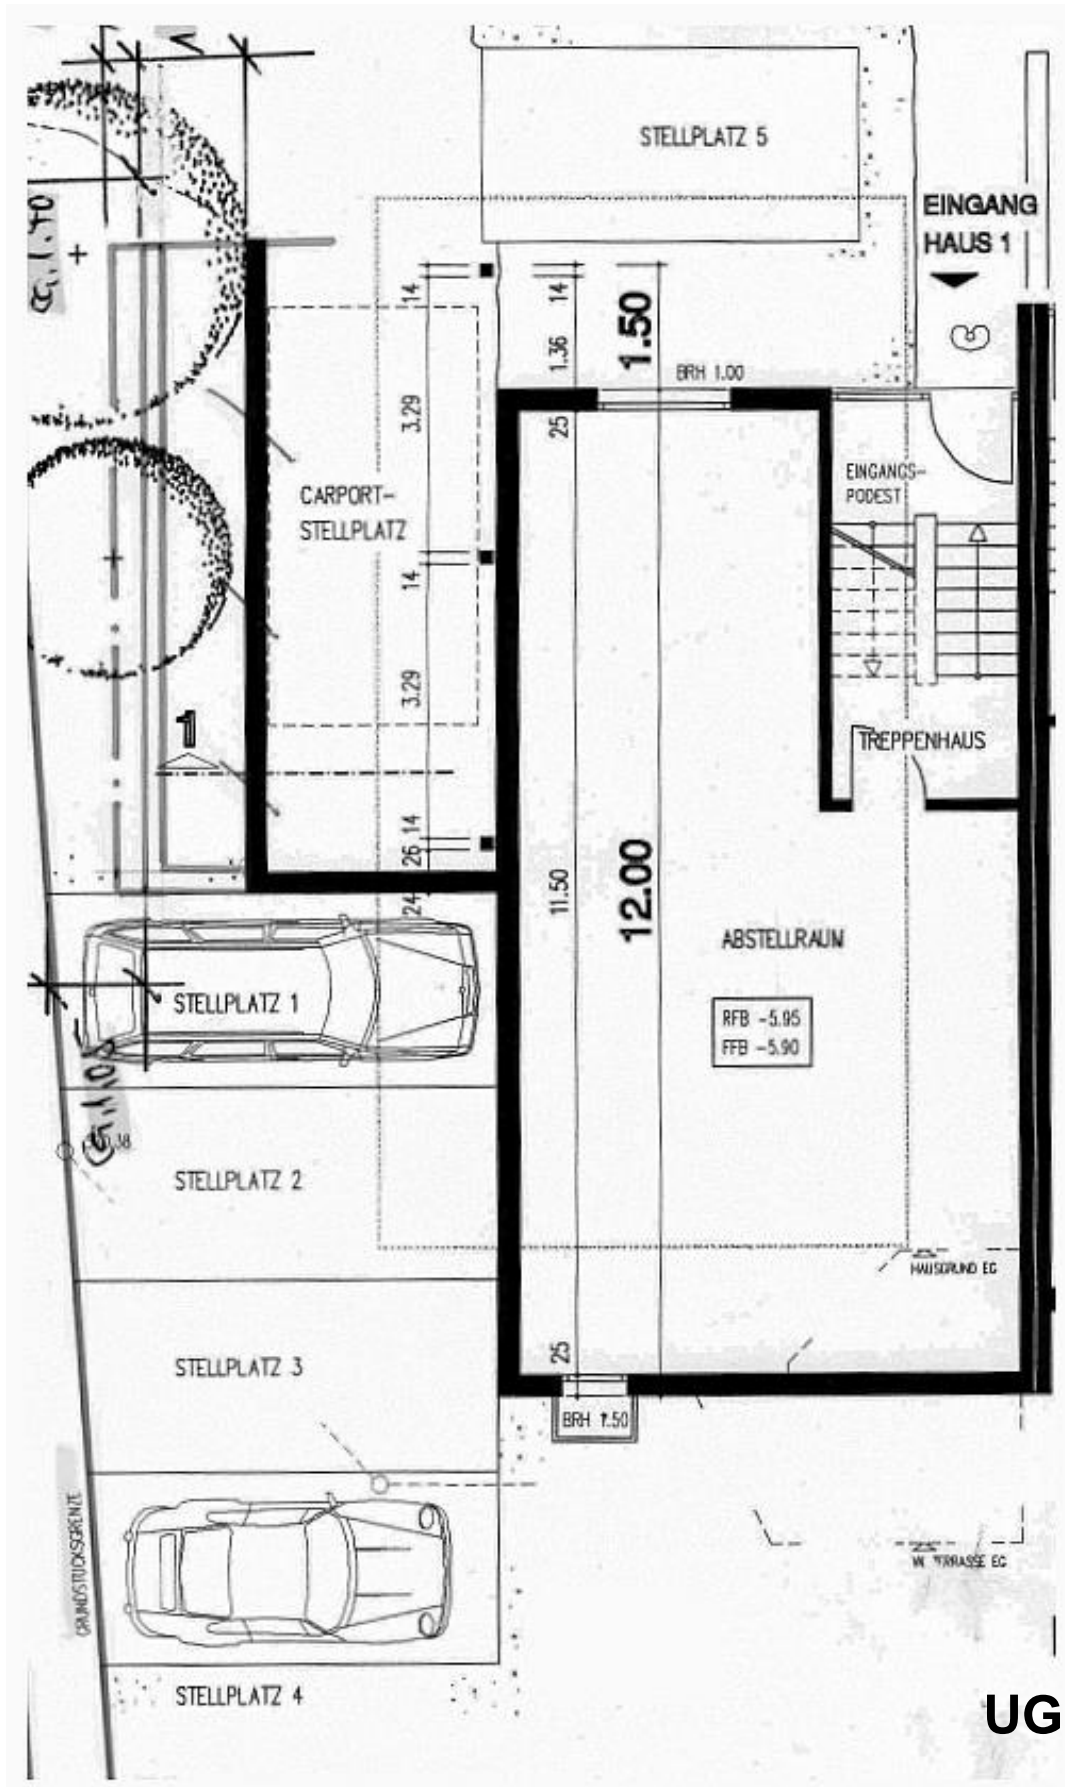 STELLPLATZ 5
EINGANG
HAUS 1
14
14
1.36
1.50
BRH 1.00
3.29
25
CARPORT-
STELLPLATZ
EINGANGS-
PODEST
14
3.29
1
TREPPENHAUS
14
26
24
11.50
12.00
ABSTELLRAUM
STELLPLATZ 1
RFB -5.95
FFB -5.90
STELLPLATZ 2
HAUSGRUND EG
STELLPLATZ 3
25
BRH 1.50
GRUNDSTÜCKSGRENZE
TERRASSE EG
STELLPLATZ 4
UG